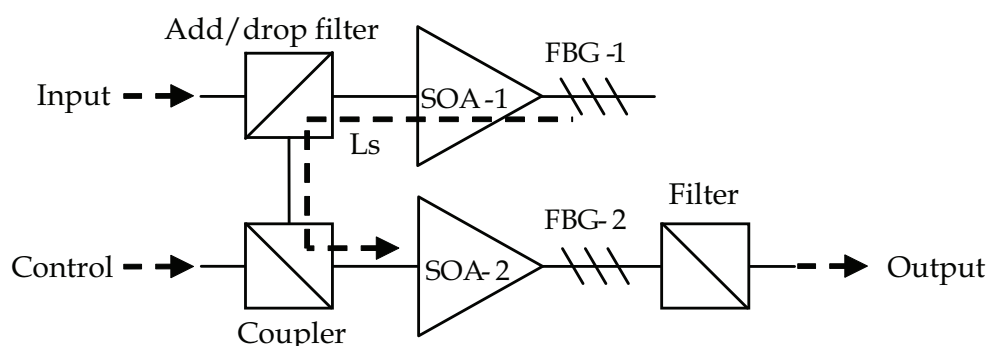 Add/drop filter
FBG-1
Input
SOA-1
Ls
Filter
FBG-2
Control
SOA-2
Output
Coupler